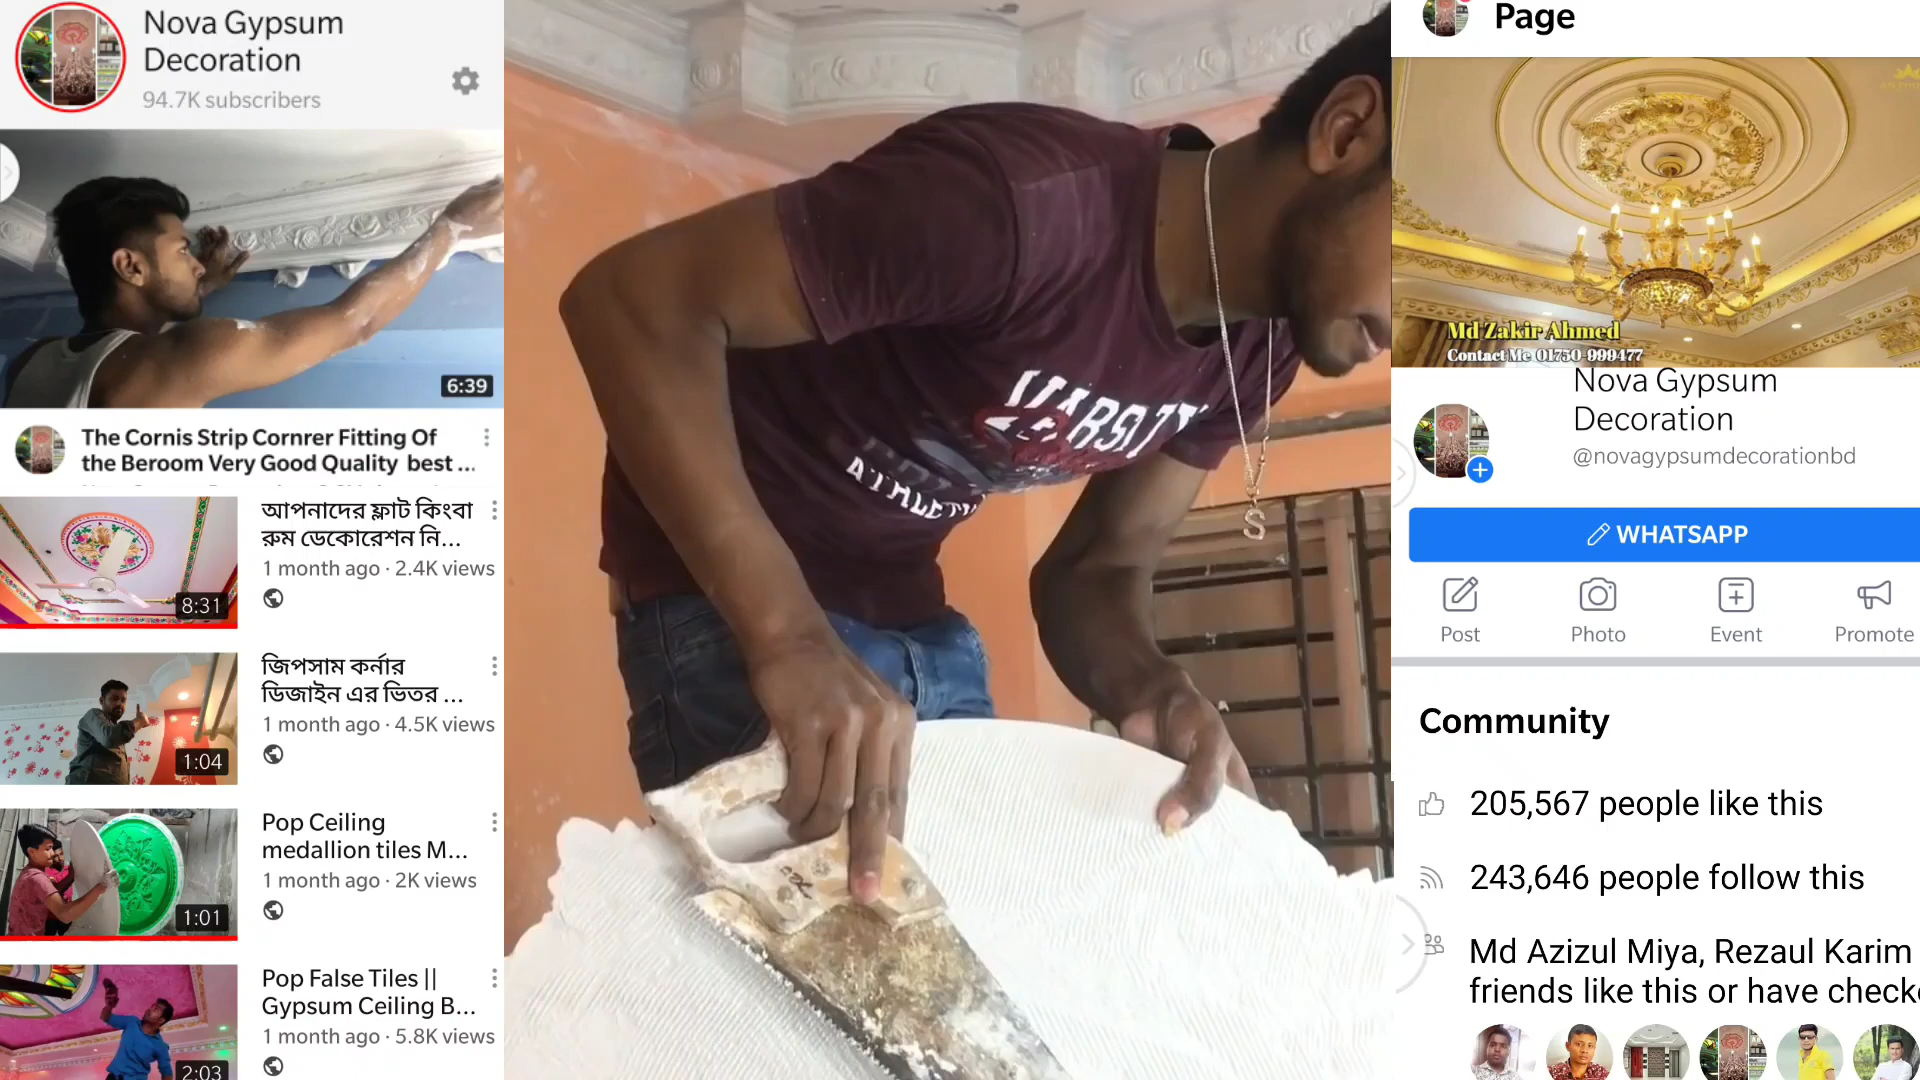 Nova Gypsum
Decoration
94.7K subscribers
6:39
The Cornis Strip Cornrer Fitting Of
the Beroom Very Good Quality best ...
8:31
আপনাদের ফ্লাট কিংবা
রুম ডেকোরেশন নি...
1 month ago · 2.4K views
1:04
জিপসাম কর্নার
ডিজাইন এর ভিতর ...
1 month ago · 4.5K views
1:01
Pop Ceiling
medallion tiles M...
1 month ago · 2K views
2:03
Pop False Tiles ||
Gypsum Ceiling B...
1 month ago · 5.8K views
VARSITY
ATHLET
S
Page
Md Zakir Ahmed
Contact Me 01750-999477
Nova Gypsum
Decoration
@novagypsumdecorationbd
WHATSAPP
Post
Photo
Event
Promote
Community
205,567 people like this
243,646 people follow this
Md Azizul Miya, Rezaul Karim
friends like this or have check